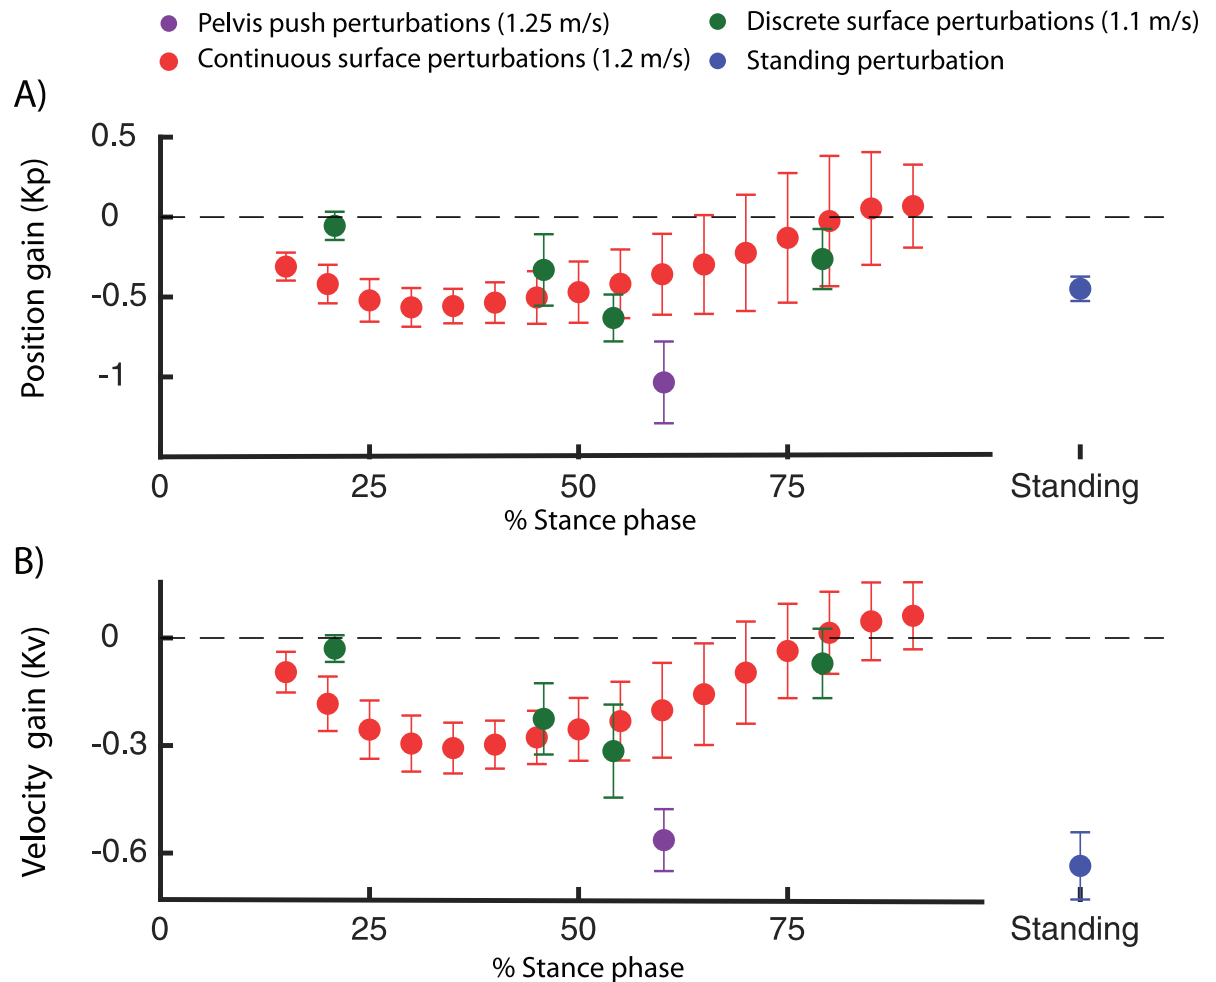 Pelvis push perturbations (1.25 m/s)
Discrete surface perturbations (1.1 m/s)
Continuous surface perturbations (1.2 m/s)
Standing perturbation
A)
Position gain (Kp)
0.5
0
-0.5
-1
0
25
50
75
Standing
% Stance phase
B)
Velocity gain (Kv)
0
-0.3
-0.6
0
25
50
75
Standing
% Stance phase